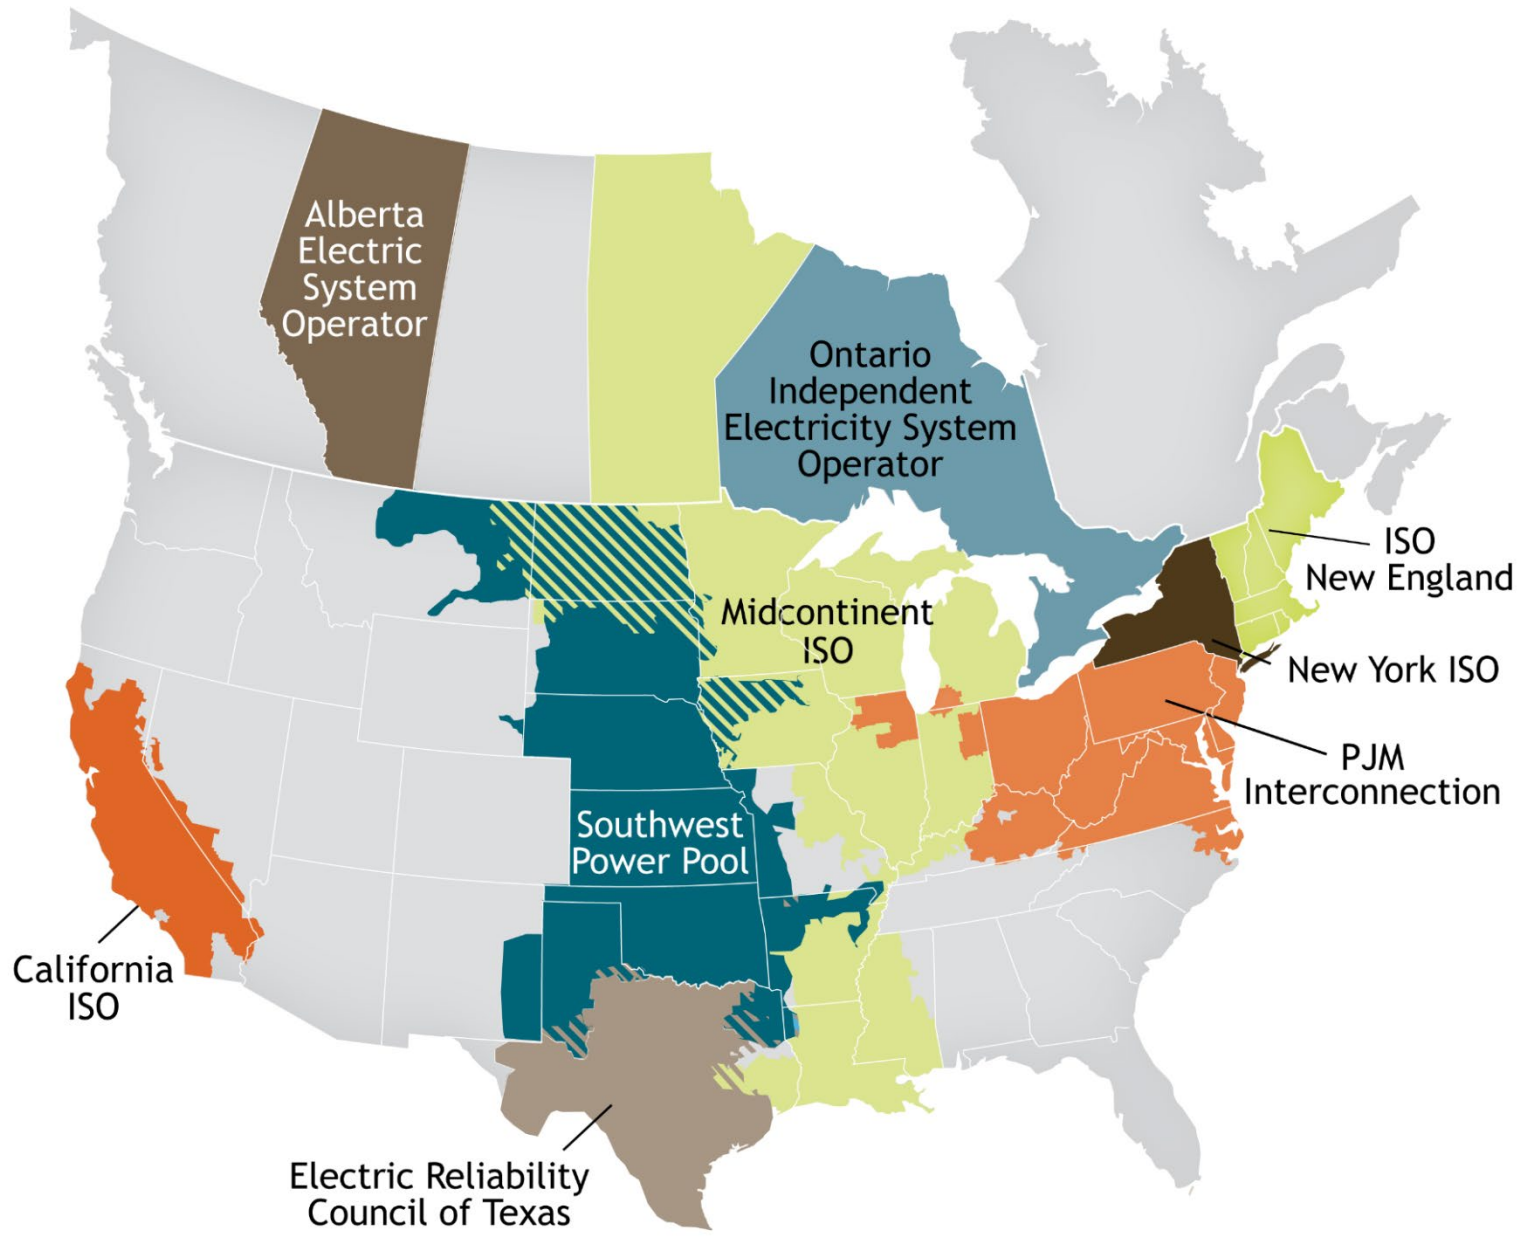 Alberta
Electric
System
Operator
Ontario
Independent
Electricity System
Operator
ISO
New England
Midcontinent
ISO
New York ISO
PJM
Interconnection
Southwest
Power Pool
California
ISO
Electric Reliability
Council of Texas